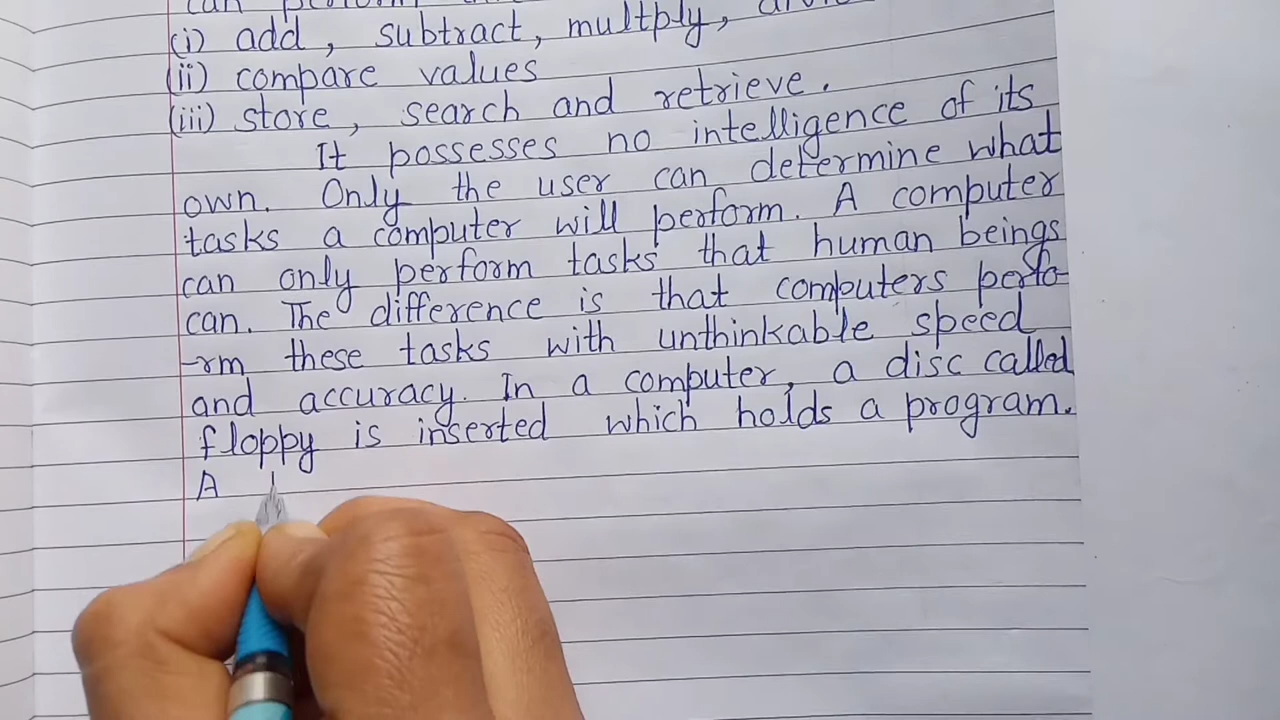 can
(i) add, subtract, multply,
(ii) compare values
(iii) store, search and retrieve.
It possesses no intelligence of its
own. Only the user can determine what
tasks a computer will perform. A computer
can only perform tasks that human beings
can. The difference is that computers perfo-
-rm these tasks with unthinkable speed
and accuracy. In a computer, a disc called
floppy is inserted which holds a program.
A